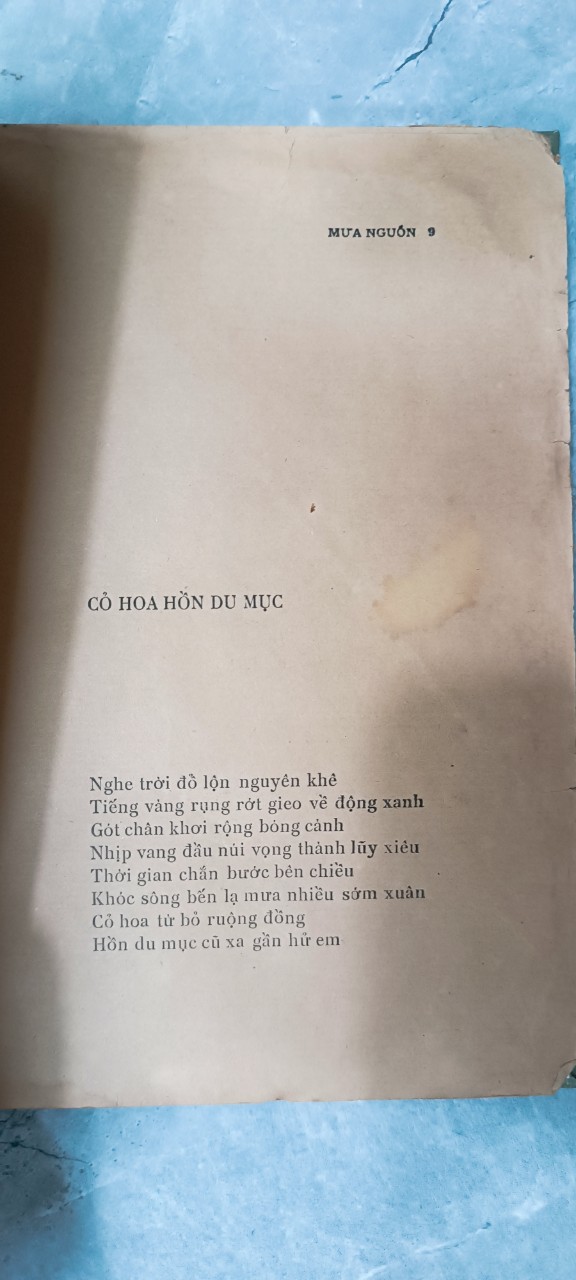 MƯA NGUỒN 9
CỎ HOA HỒN DU MỤC
Nghe trời đổ lộn nguyên khê
Tiếng vàng rụng rớt gieo về động xanh
Gót chân khơi rộng bóng cảnh
Nhịp vang đầu núi vọng thành lũy xiêu
Thời gian chắn bước bên chiều
Khóc sông bến lạ mưa nhiều sớm xuân
Cỏ hoa từ bỏ ruộng đồng
Hồn du mục cũ xa gần hử em